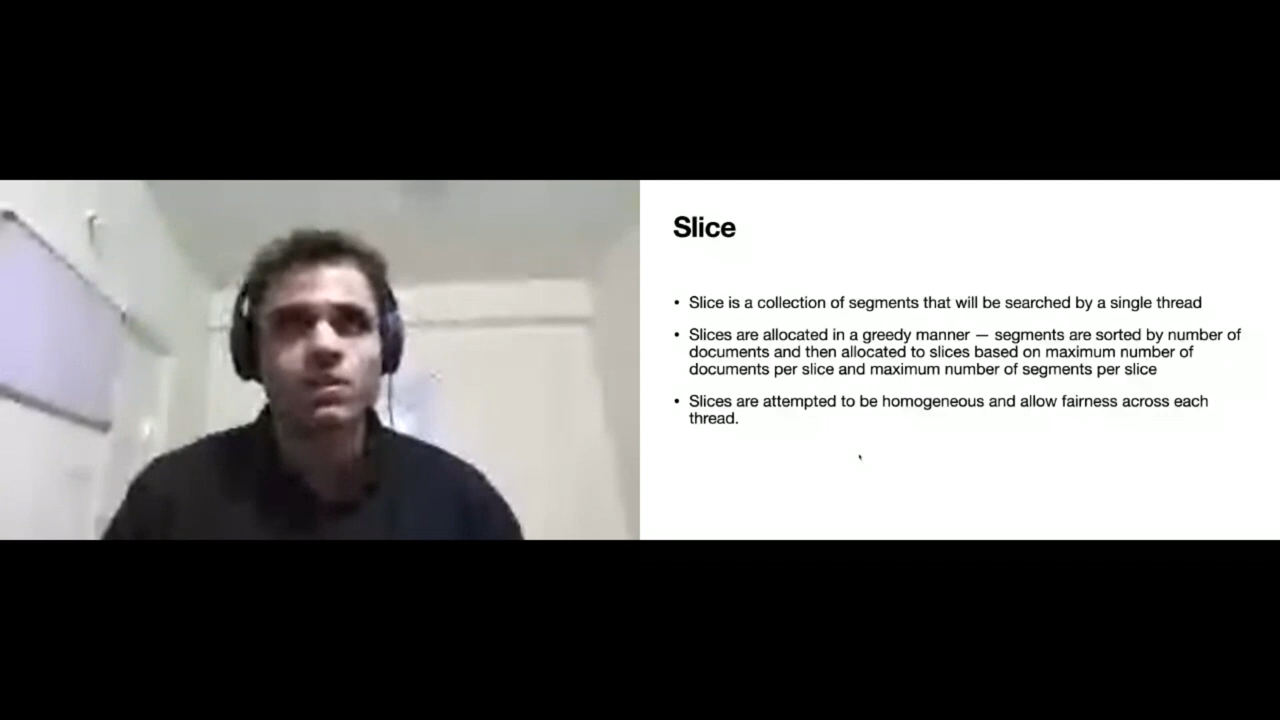 Slice
• Slice is a collection of segments that will be searched by a single thread
• Slices are allocated in a greedy manner — segments are sorted by number of
documents and then allocated to slices based on maximum number of
documents per slice and maximum number of segments per slice
• Slices are attempted to be homogeneous and allow fairness across each
thread.